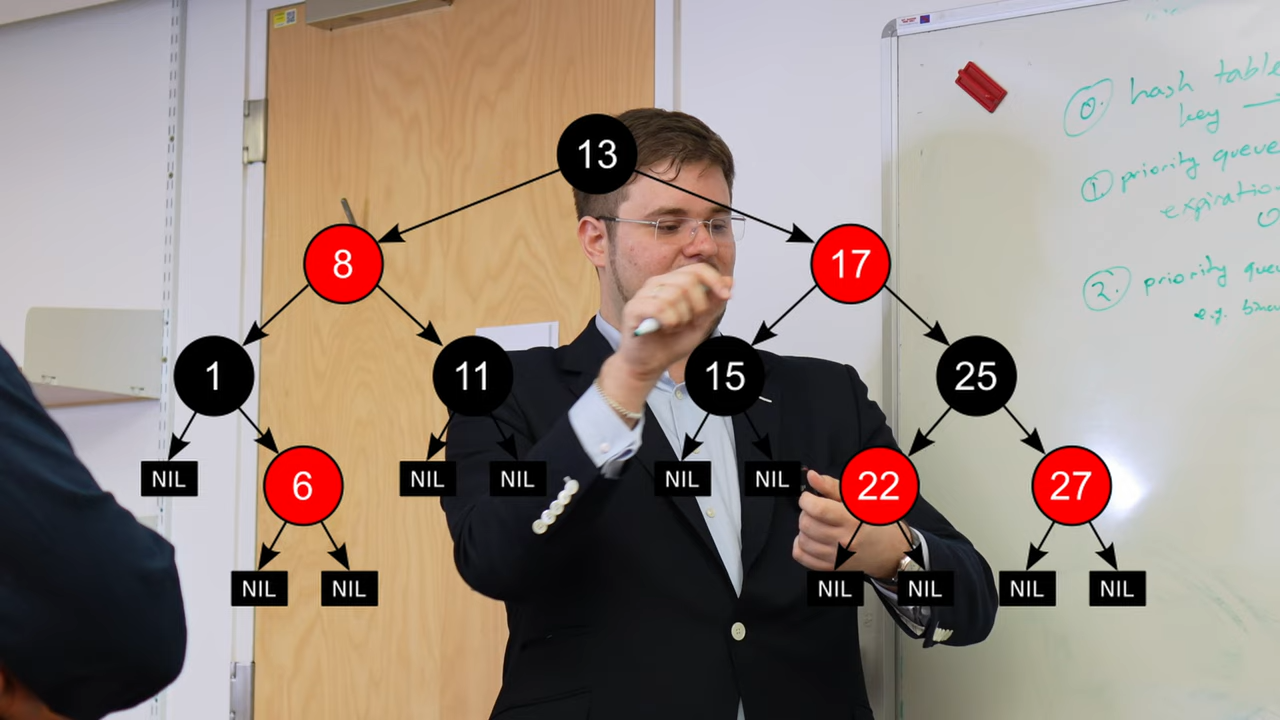 13
8
17
1
11
15
25
NIL
6
NIL
NIL
NIL
NIL
22
27
NIL
NIL
NIL
NIL
NIL
NIL
0. hash table
key
1. priority queue
expiration
2. priority
e.g.